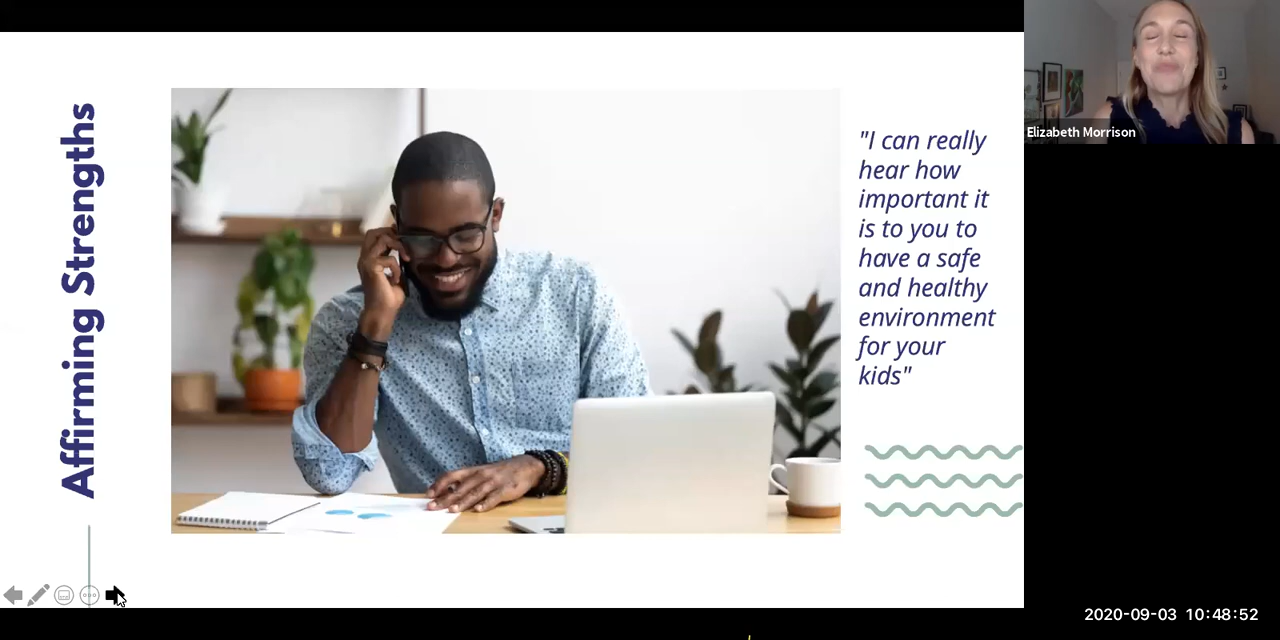 Affirming Strengths
"I can really
hear how
important it
is to you to
have a safe
and healthy
environment
for your
kids"
Elizabeth Morrison
2020-09-03 10:48:52